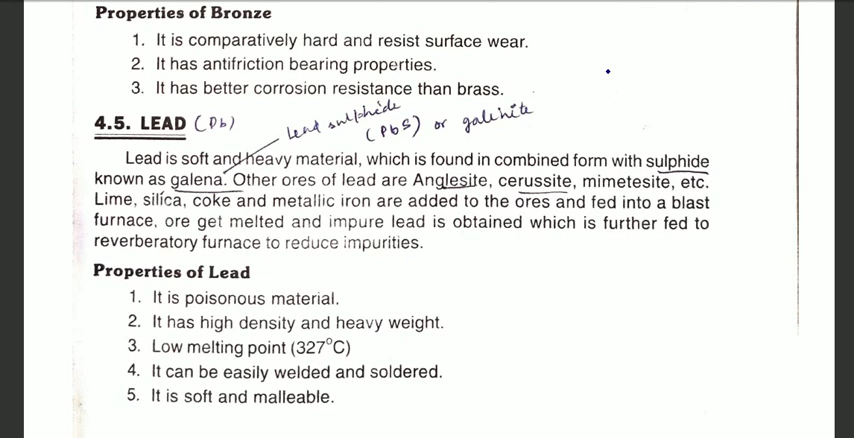 Properties of Bronze
1. It is comparatively hard and resist surface wear.
2. It has antifriction bearing properties.
3. It has better corrosion resistance than brass.
4.5. LEAD (Pb)
lead sulphide
(PbS) or galenite
Lead is soft and heavy material, which is found in combined form with sulphide
known as galena. Other ores of lead are Anglesite, cerussite, mimetesite, etc.
Lime, silica, coke and metallic iron are added to the ores and fed into a blast
furnace, ore get melted and impure lead is obtained which is further fed to
reverberatory furnace to reduce impurities.
Properties of Lead
1. It is poisonous material.
2. It has high density and heavy weight.
3. Low melting point (327°C)
4. It can be easily welded and soldered.
5. It is soft and malleable.